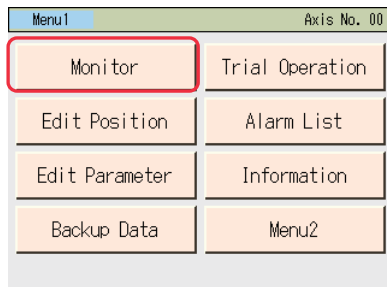 Menu1 Axis No. 00
Monitor Trial Operation
Edit Position Alarm List
Edit Parameter Information
Backup Data Menu2